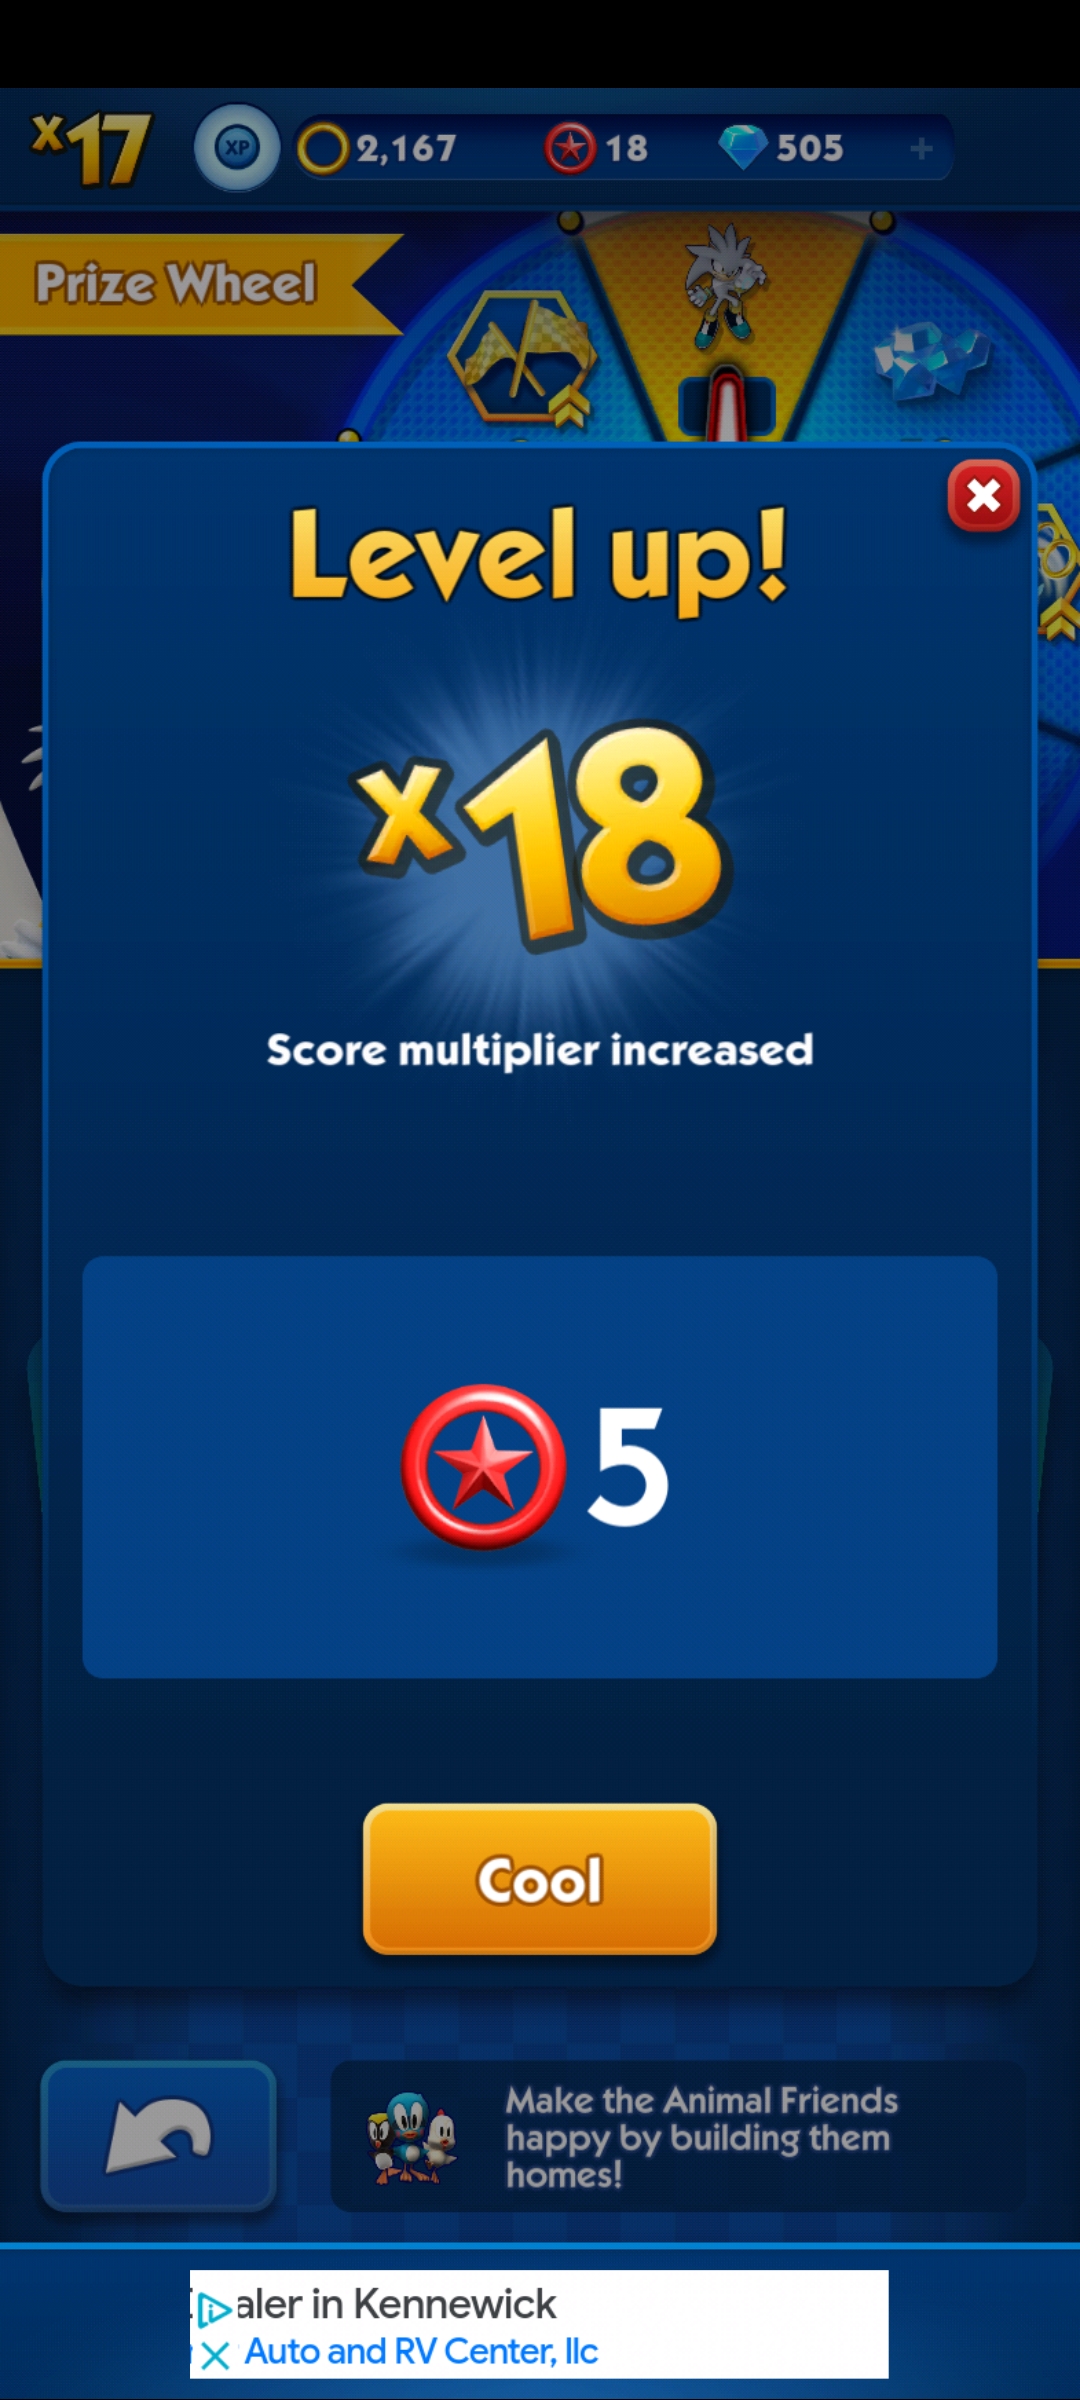 x17
XP
2,167
18
505
+
Prize Wheel
Level up!
x18
Score multiplier increased
5
Cool
Make the Animal Friends
happy by building them
homes!
in Kennewick
Auto and RV Center, llc